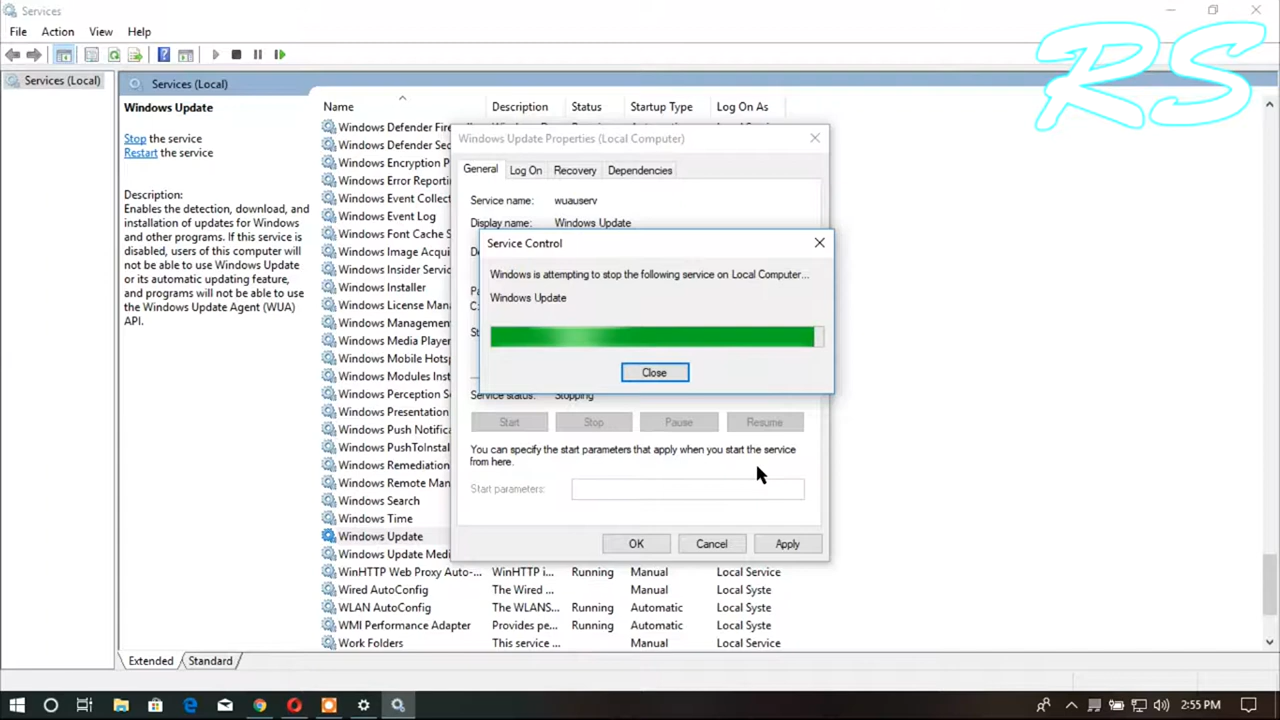 Services
RS
File Action View Help
Services (Local)
Services (Local)
Windows Update
Stop the service
Restart the service
Description:
Enables the detection, download, and
installation of updates for Windows
and other programs. If this service is
disabled, users of this computer will
not be able to use Windows Update
or its automatic updating feature,
and programs will not be able to use
the Windows Update Agent (WUA)
API.
Name Description Status Startup Type Log On As
Windows Defender Fire
Windows Defender Sec
Windows Encryption P
Windows Error Reporti
Windows Event Collect
Windows Event Log
Windows Font Cache S
Windows Image Acqui
Windows Insider Servic
Windows Installer
Windows License Man
Windows Management
Windows Media Player
Windows Mobile Hotsp
Windows Modules Inst
Windows Perception S
Windows Presentation
Windows Push Notifica
Windows PushToInstal
Windows Remediation
Windows Remote Man
Windows Search
Windows Time
Windows Update
Windows Update Medi
WinHTTP Web Proxy Auto-... WinHTTP i... Running Manual Local Service
Wired AutoConfig The Wired ... Manual Local Syste
WLAN AutoConfig The WLANS... Running Automatic Local Syste
WMI Performance Adapter Provides pe... Running Automatic Local Syste
Work Folders This service ... Manual Local Service
Windows Update Properties (Local Computer)
General Log On Recovery Dependencies
Service name: wuauserv
Display name: Windows Update
Service Control
Windows is attempting to stop the following service on Local Computer...
Windows Update
Close
Service status: Stopping
Start Stop Pause Resume
You can specify the start parameters that apply when you start the service
from here.
Start parameters:
OK Cancel Apply
Extended Standard
2:55 PM